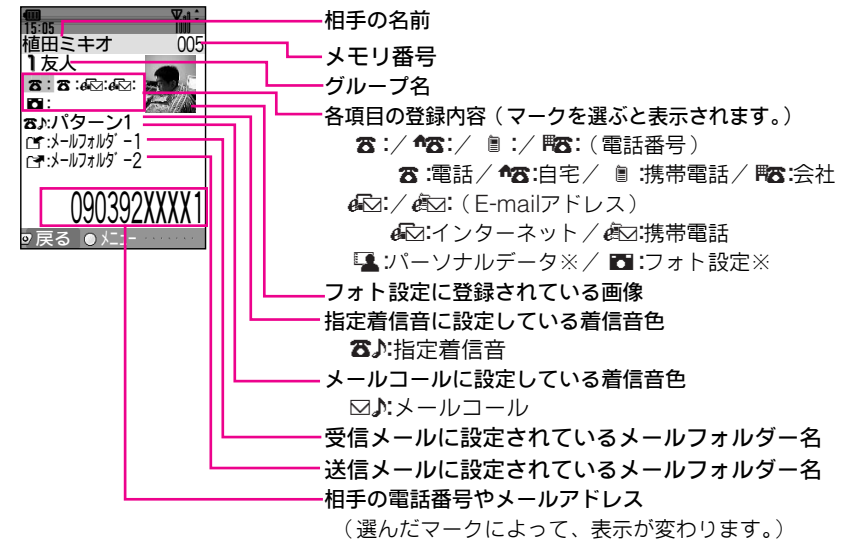 15:05
植田ミキオ 005
1友人
☎:☎:e✉:e✉:
:
☎♪:パターン1
:メールフォルダー1
:メールフォルダー2
090392XXXX1
戻る メニュー
相手の名前
メモリ番号
グループ名
各項目の登録内容（マークを選ぶと表示されます。）
☎:／☎:／ :／☎:（電話番号）
☎:電話／☎:自宅／ :携帯電話／☎:会社
e✉:／e✉:（E-mailアドレス）
e✉:インターネット／e✉:携帯電話
:パーソナルデータ※／ :フォト設定※
フォト設定に登録されている画像
指定着信音に設定している着信音色
☎♪:指定着信音
メールコールに設定している着信音色
✉♪:メールコール
受信メールに設定されているメールフォルダー名
送信メールに設定されているメールフォルダー名
相手の電話番号やメールアドレス
（選んだマークによって、表示が変わります。）